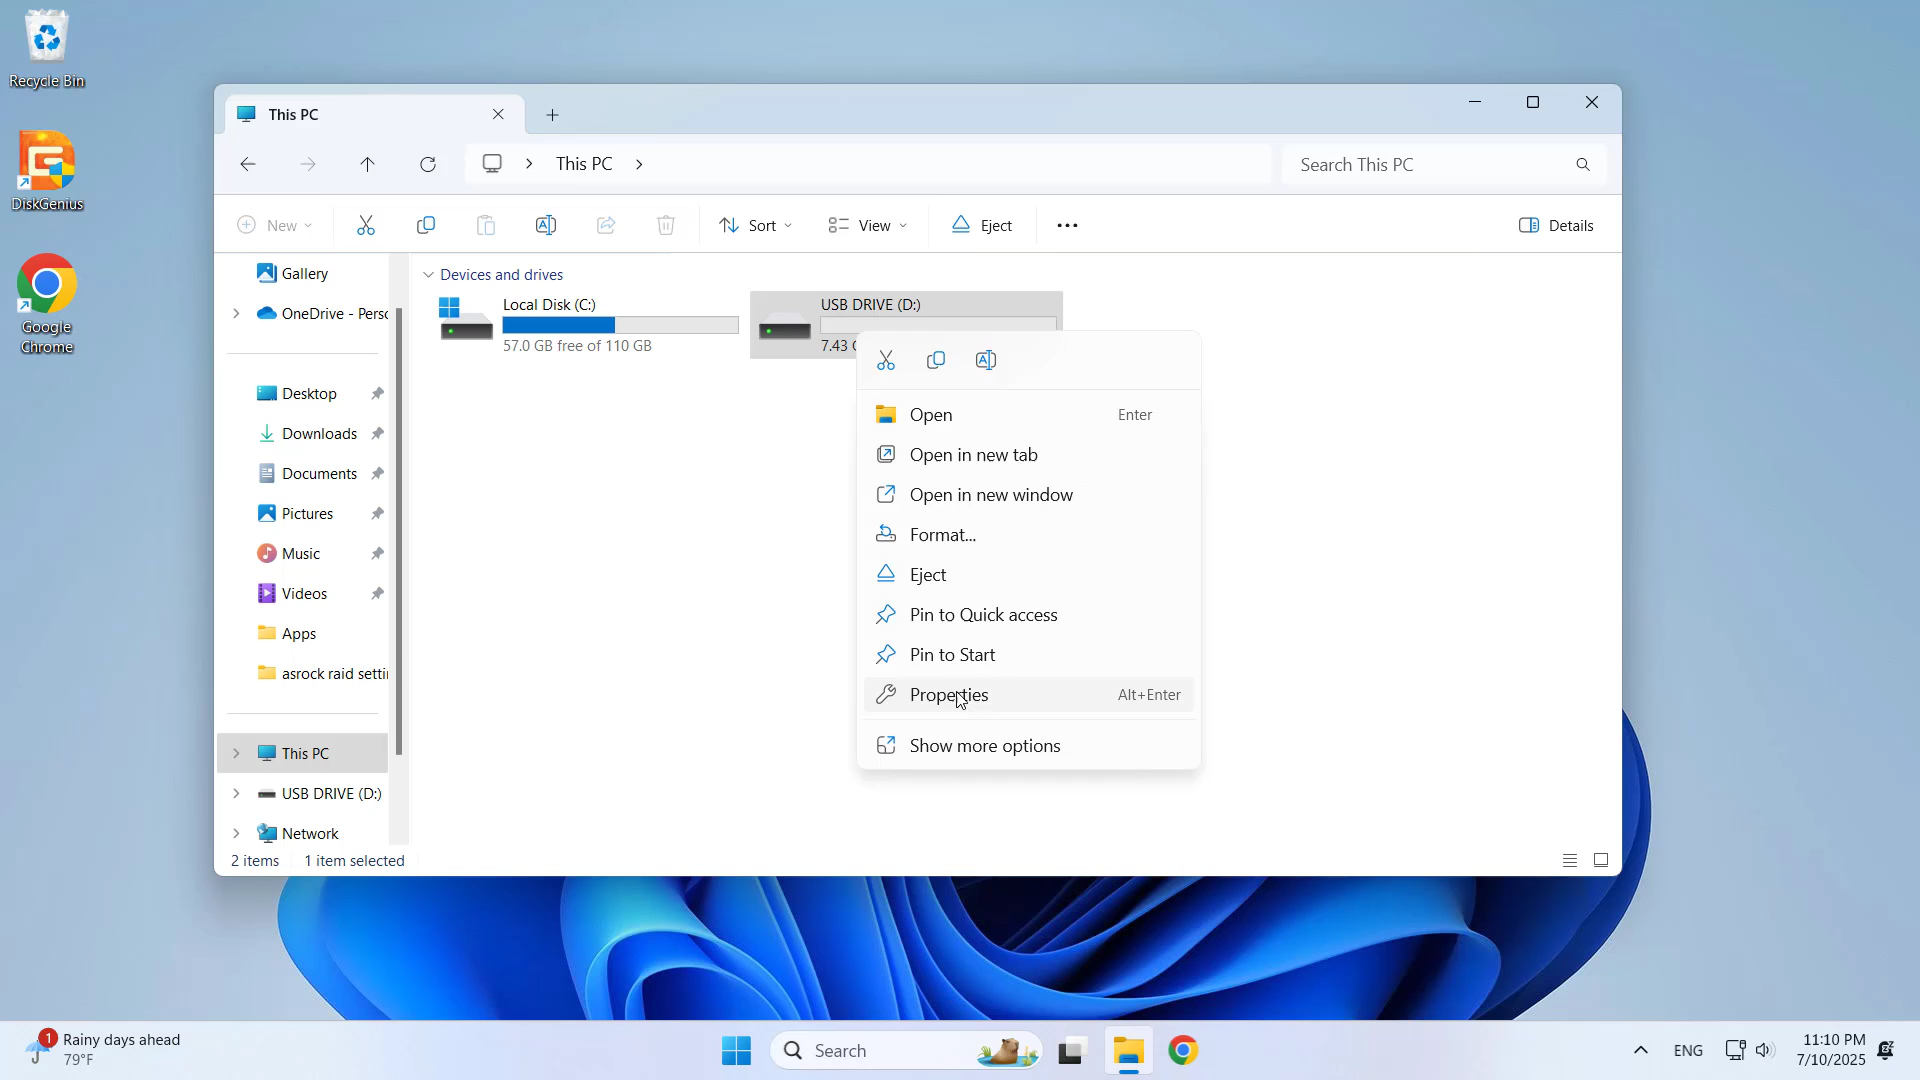 Recycle Bin
DiskGenius
Google
Chrome
This PC
This PC
Search This PC
New
Sort
View
Eject
Details
Gallery
OneDrive - Pers
Desktop
Downloads
Documents
Pictures
Music
Videos
Apps
asrock raid setti
This PC
USB DRIVE (D:)
Network
Devices and drives
Local Disk (C:)
57.0 GB free of 110 GB
USB DRIVE (D:)
7.43
Open Enter
Open in new tab
Open in new window
Format...
Eject
Pin to Quick access
Pin to Start
Properties Alt+Enter
Show more options
2 items 1 item selected
1
Rainy days ahead
79°F
Search
ENG
11:10 PM
7/10/2025